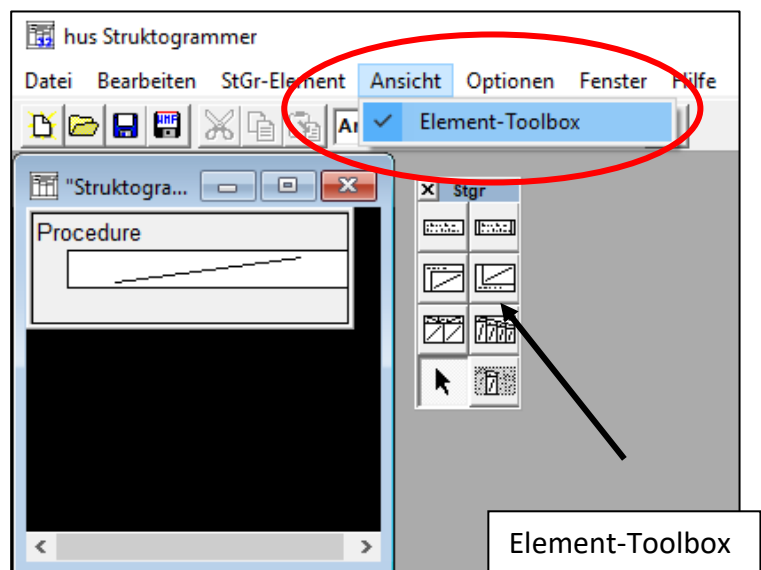 hus Struktogrammer
Datei Bearbeiten StGr-Element Ansicht Optionen Fenster Hilfe
Element-Toolbox
"Struktogra...
Stgr
Procedure
Element-Toolbox